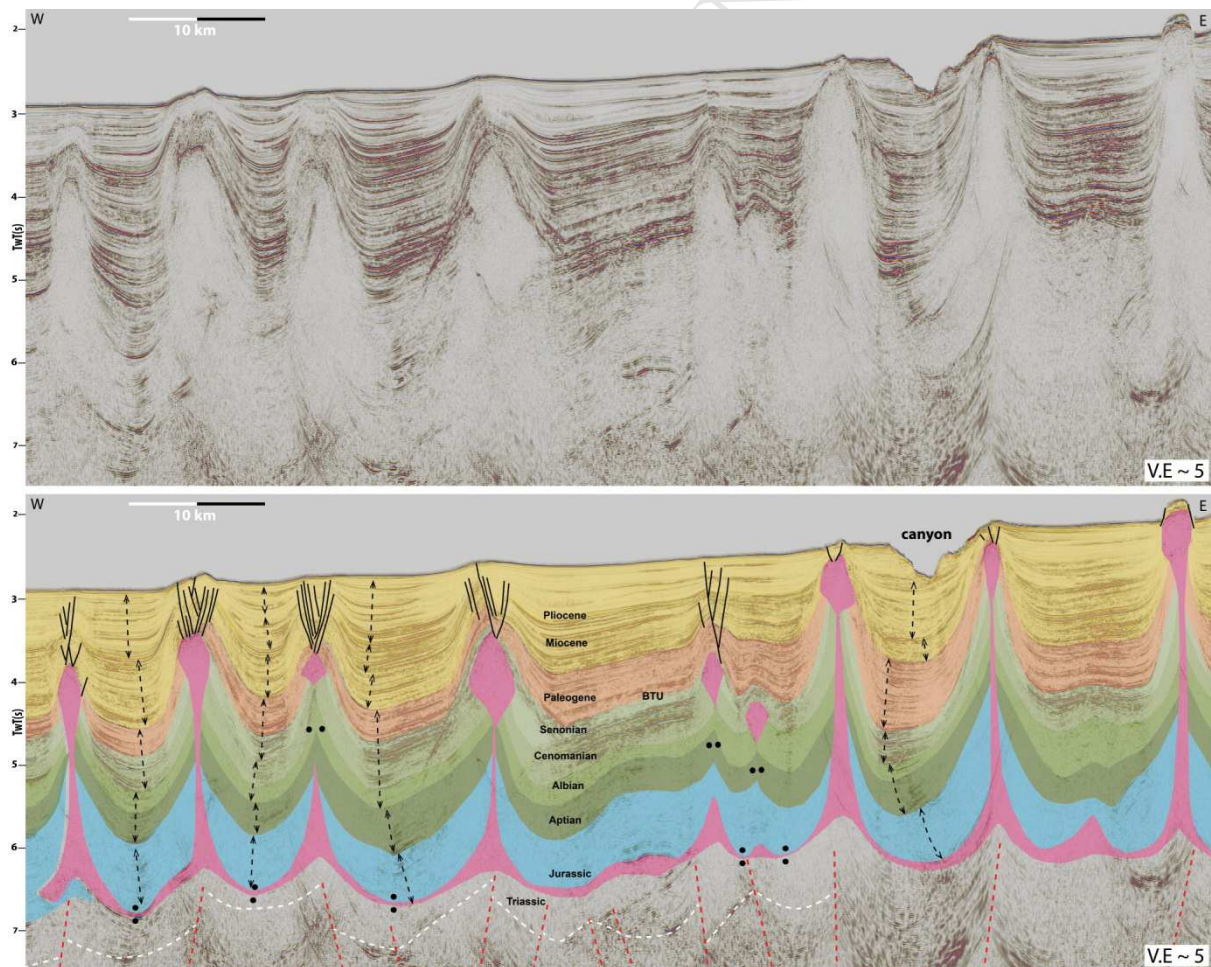 W
E
10 km
2
3
4
TwT(s)
5
6
7
V.E ~ 5
W
E
10 km
2
canyon
3
Pliocene
Miocene
4
Paleogene
BTU
TwT(s)
Senonian
Cenomanian
5
Albian
Aptian
6
Jurassic
Triassic
7
V.E ~ 5